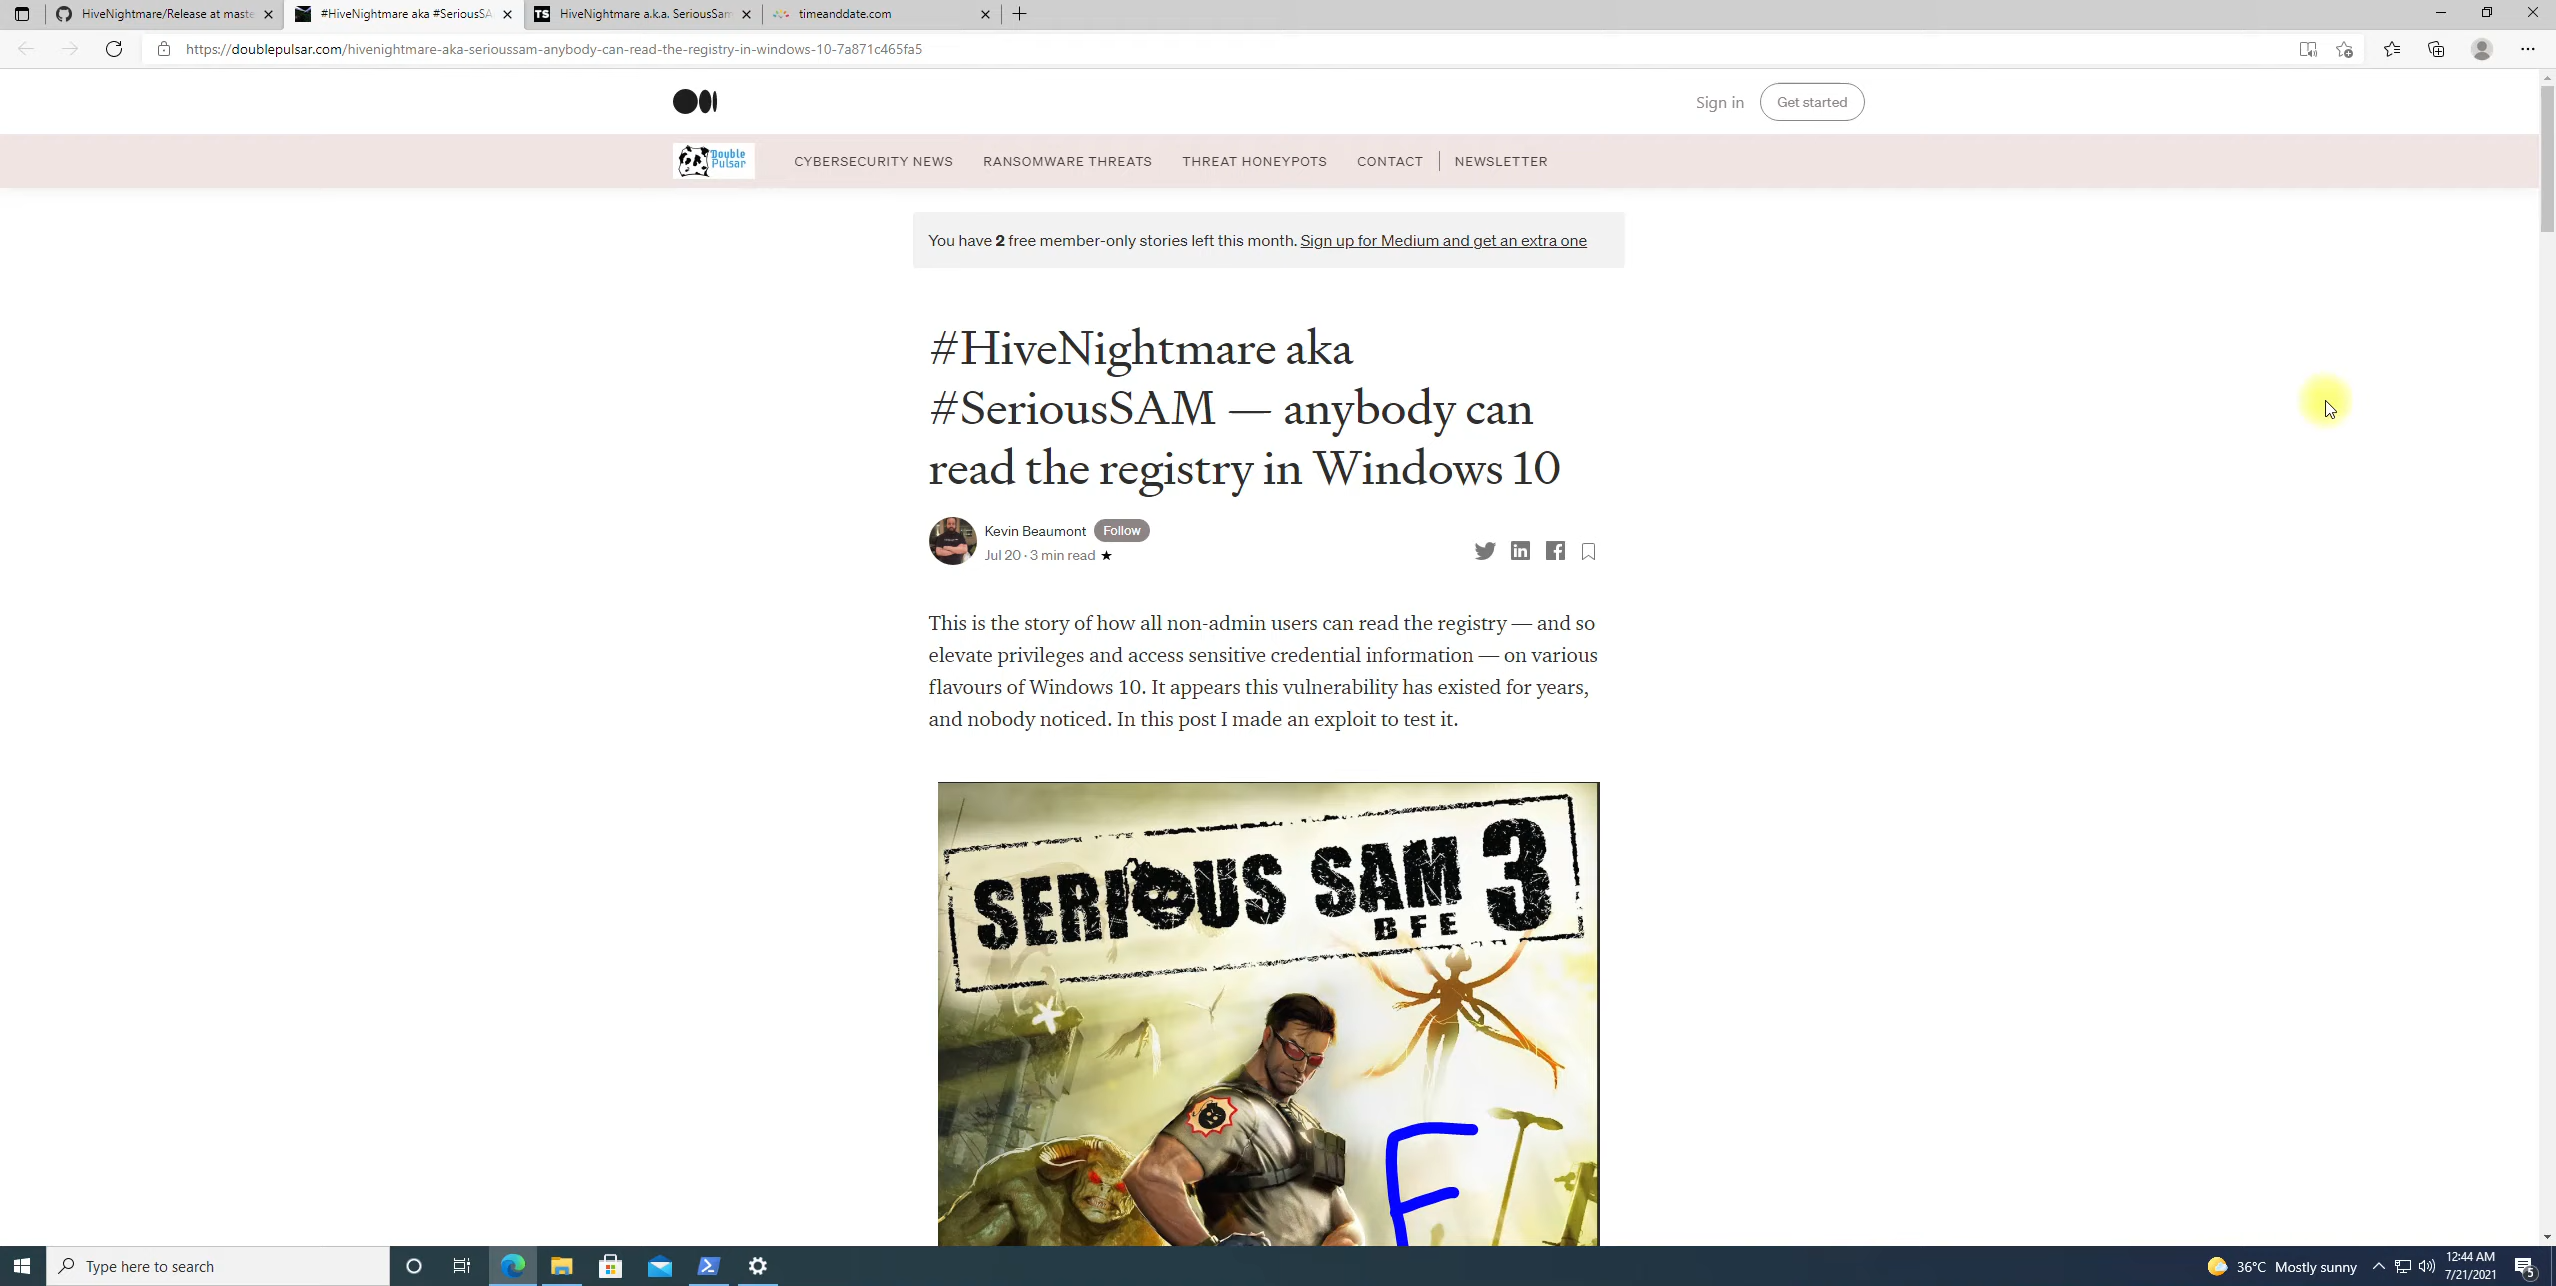 HiveNightmare/Release at maste
#HiveNightmare aka #SeriousSA
TS HiveNightmare a.k.a. SeriousSam
timeanddate.com
https://doublepulsar.com/hivenightmare-aka-serioussam-anybody-can-read-the-registry-in-windows-10-7a871c465fa5
Sign in
Get started
Double Pulsar
CYBERSECURITY NEWS
RANSOMWARE THREATS
THREAT HONEYPOTS
CONTACT
NEWSLETTER
You have 2 free member-only stories left this month. Sign up for Medium and get an extra one
#HiveNightmare aka
#SeriousSAM — anybody can
read the registry in Windows 10
Kevin Beaumont
Follow
Jul 20 · 3 min read ★
This is the story of how all non-admin users can read the registry — and so
elevate privileges and access sensitive credential information — on various
flavours of Windows 10. It appears this vulnerability has existed for years,
and nobody noticed. In this post I made an exploit to test it.
SERIOUS SAM 3
BFE
F
Type here to search
36°C Mostly sunny
12:44 AM
7/21/2021
5